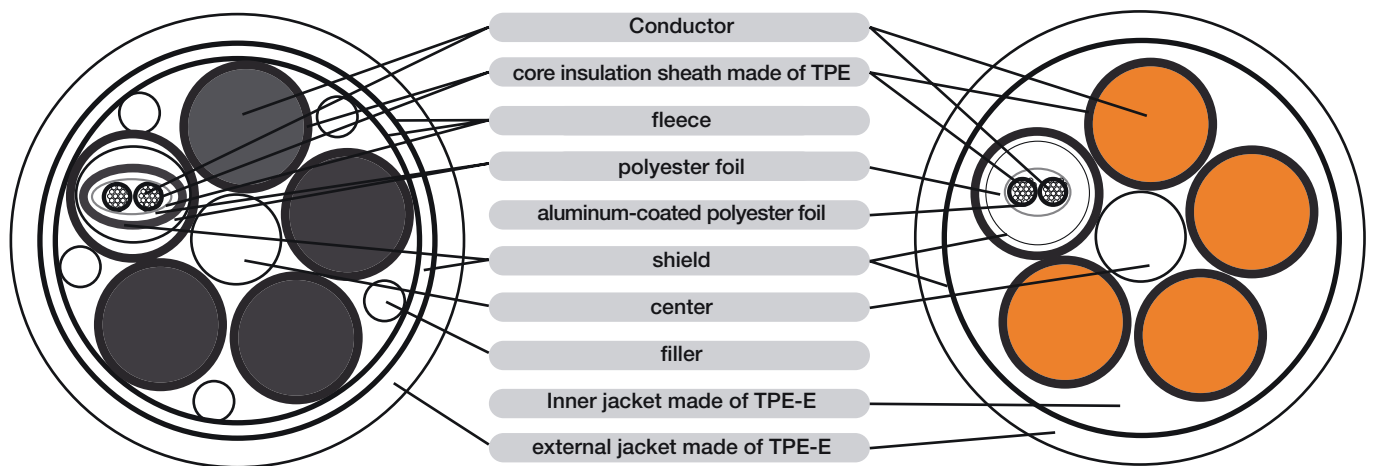 Conductor
core insulation sheath made of TPE
fleece
polyester foil
aluminum-coated polyester foil
shield
center
filler
Inner jacket made of TPE-E
external jacket made of TPE-E